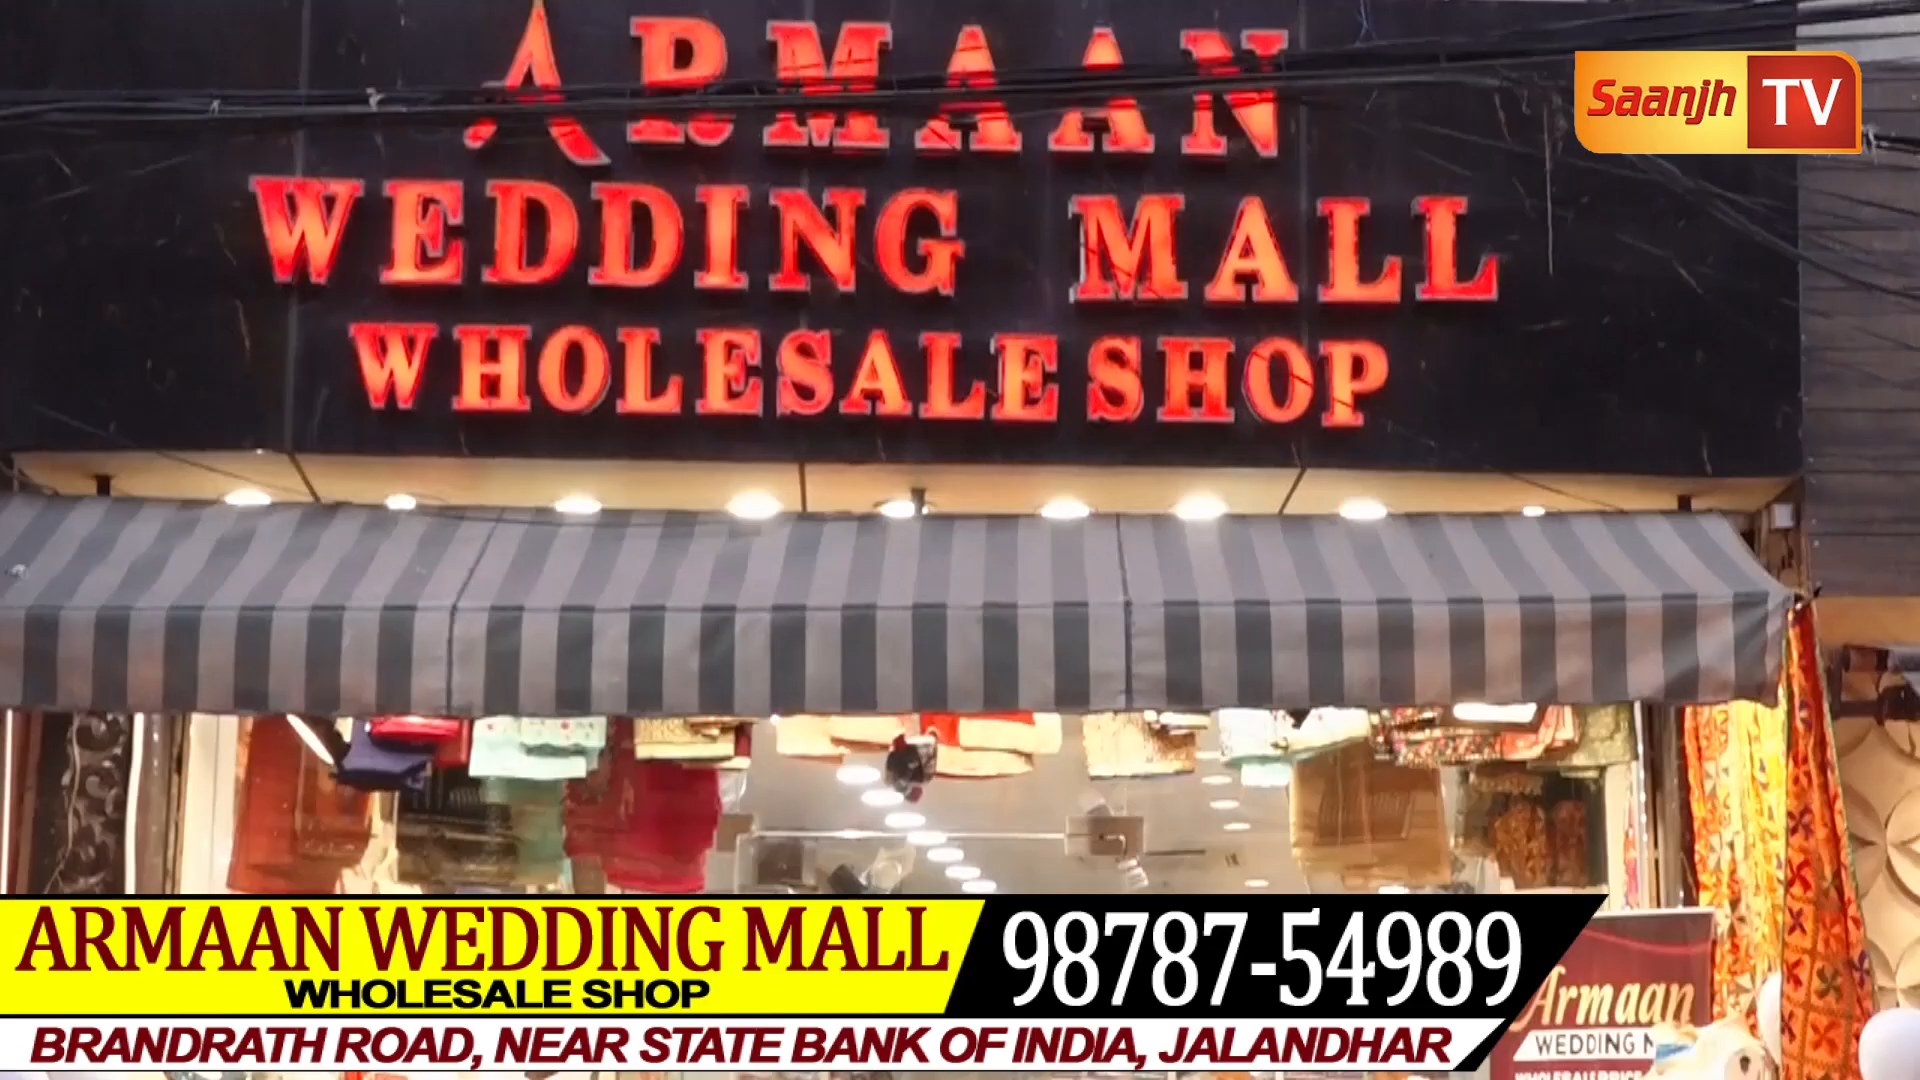 ARMAAN
WEDDING MALL
WHOLESALE SHOP
Saanjh TV
ARMAAN WEDDING MALL
WHOLESALE SHOP
98787-54989
BRANDRATH ROAD, NEAR STATE BANK OF INDIA, JALANDHAR
Armaan
WEDDING M